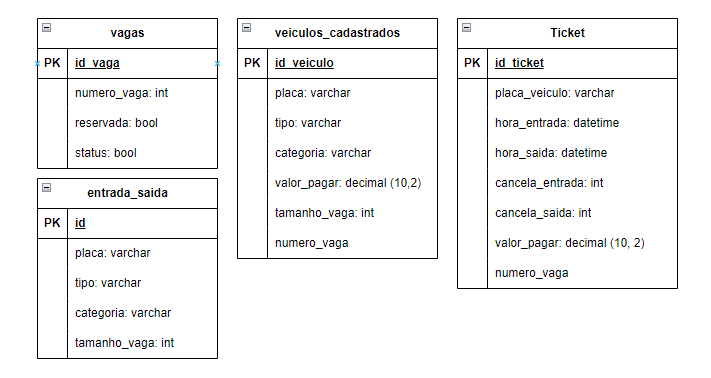 vagas
PK id_vaga
numero_vaga: int
reservada: bool
status: bool
entrada_saida
PK id
placa: varchar
tipo: varchar
categoria: varchar
tamanho_vaga: int
veiculos_cadastrados
PK id_veiculo
placa: varchar
tipo: varchar
categoria: varchar
valor_pagar: decimal (10,2)
tamanho_vaga: int
numero_vaga
Ticket
PK id_ticket
placa_veiculo: varchar
hora_entrada: datetime
hora_saida: datetime
cancela_entrada: int
cancela_saida: int
valor_pagar: decimal (10, 2)
numero_vaga